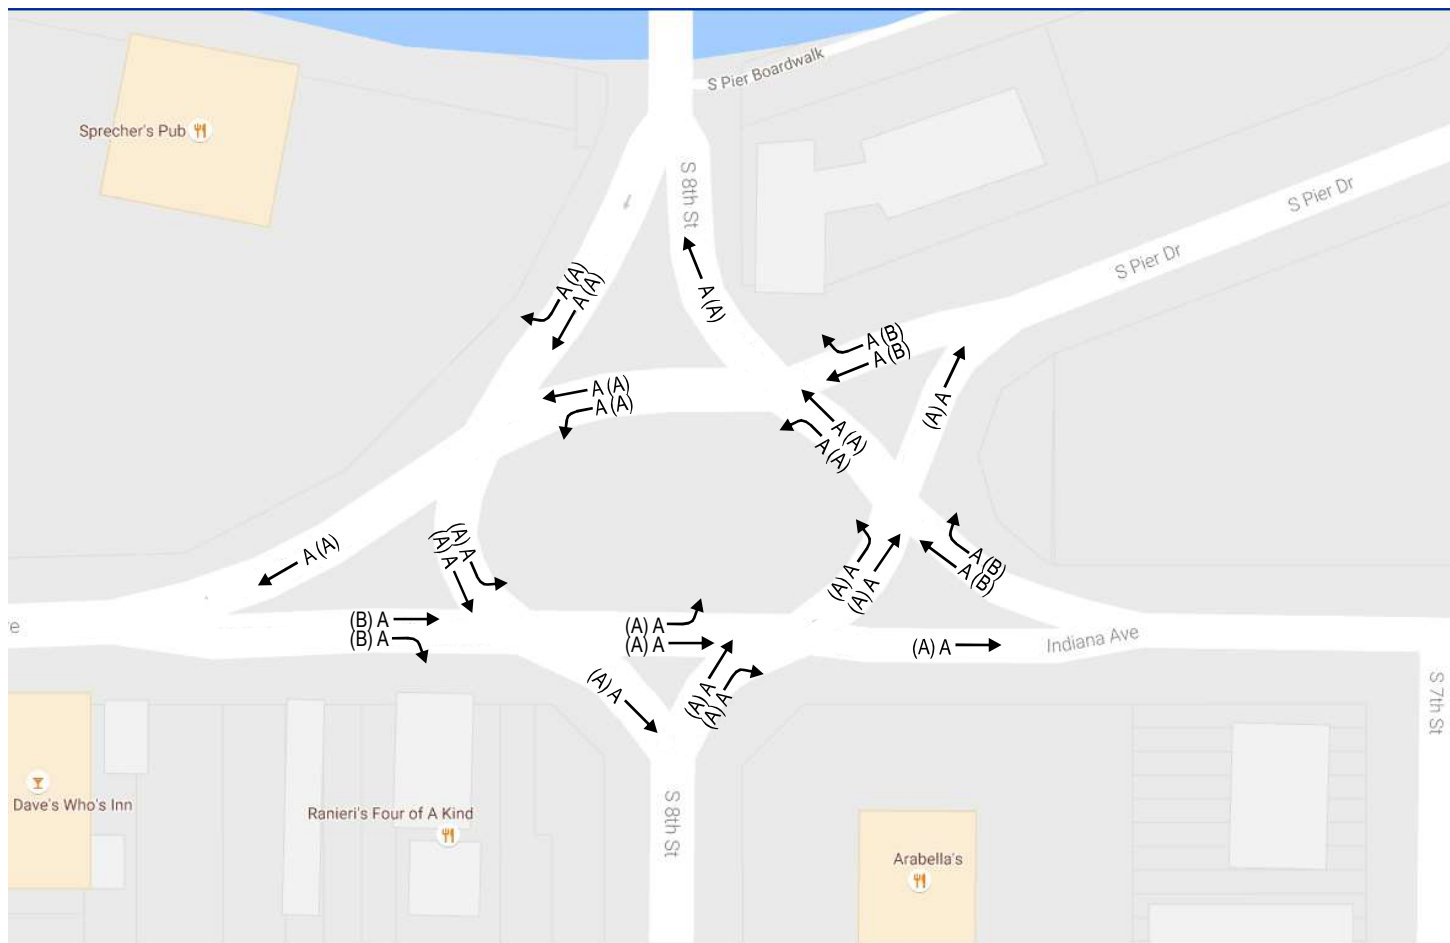 S Pier Boardwalk
Sprecher's Pub
S 8th St
S Pier Dr
S Pier Dr
A (A)
A (A)
A (A)
A (B)
A (B)
A (A)
A (A)
(A) A
A (A)
A (A)
A (A)
(A) A
(A) A
A (B)
A (B)
(A) A
(A) A
(B) A
(B) A
(A) A
(A) A
(A) A
Indiana Ave
e
(A) A
(A) A
(A) A
S 7th St
Dave's Who's Inn
Ranieri's Four of A Kind
S 8th St
Arabella's